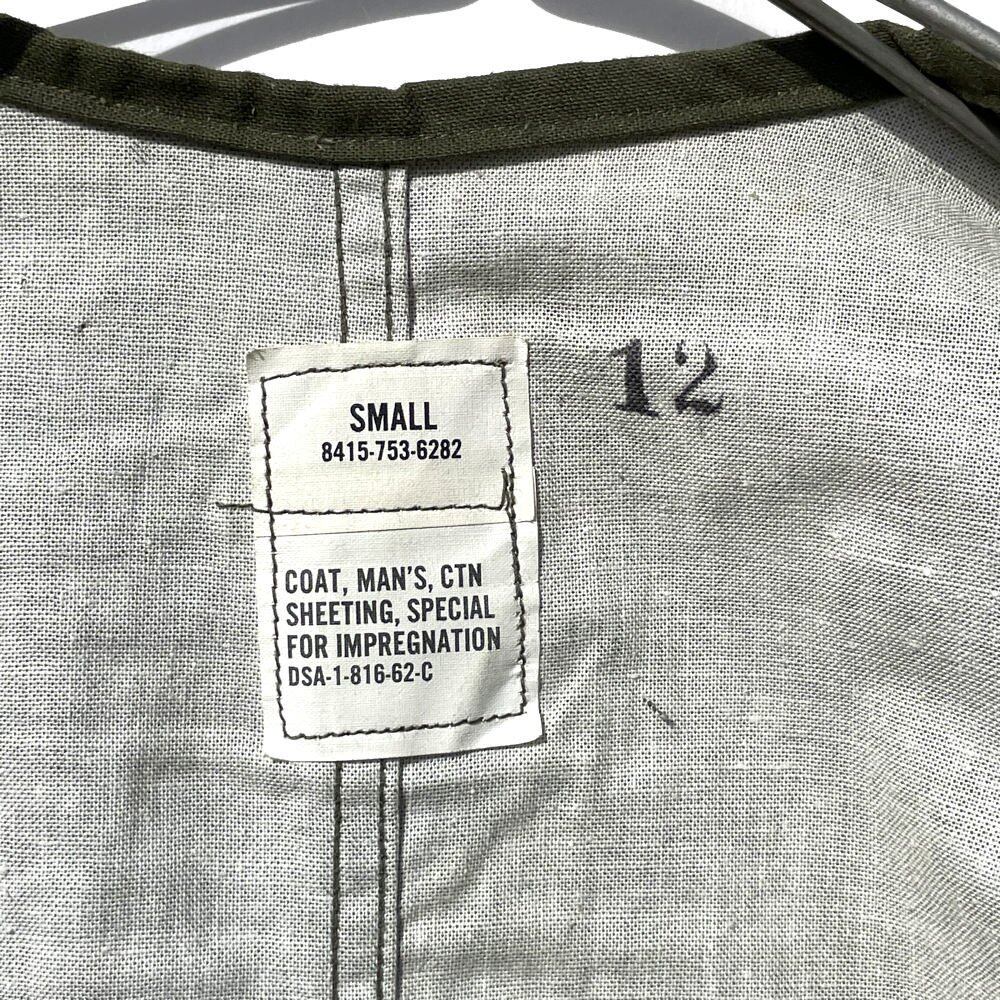 SMALL
8415-753-6282
12
COAT, MAN'S, CTN
SHEETING, SPECIAL
FOR IMPREGNATION
DSA-1-816-62-C